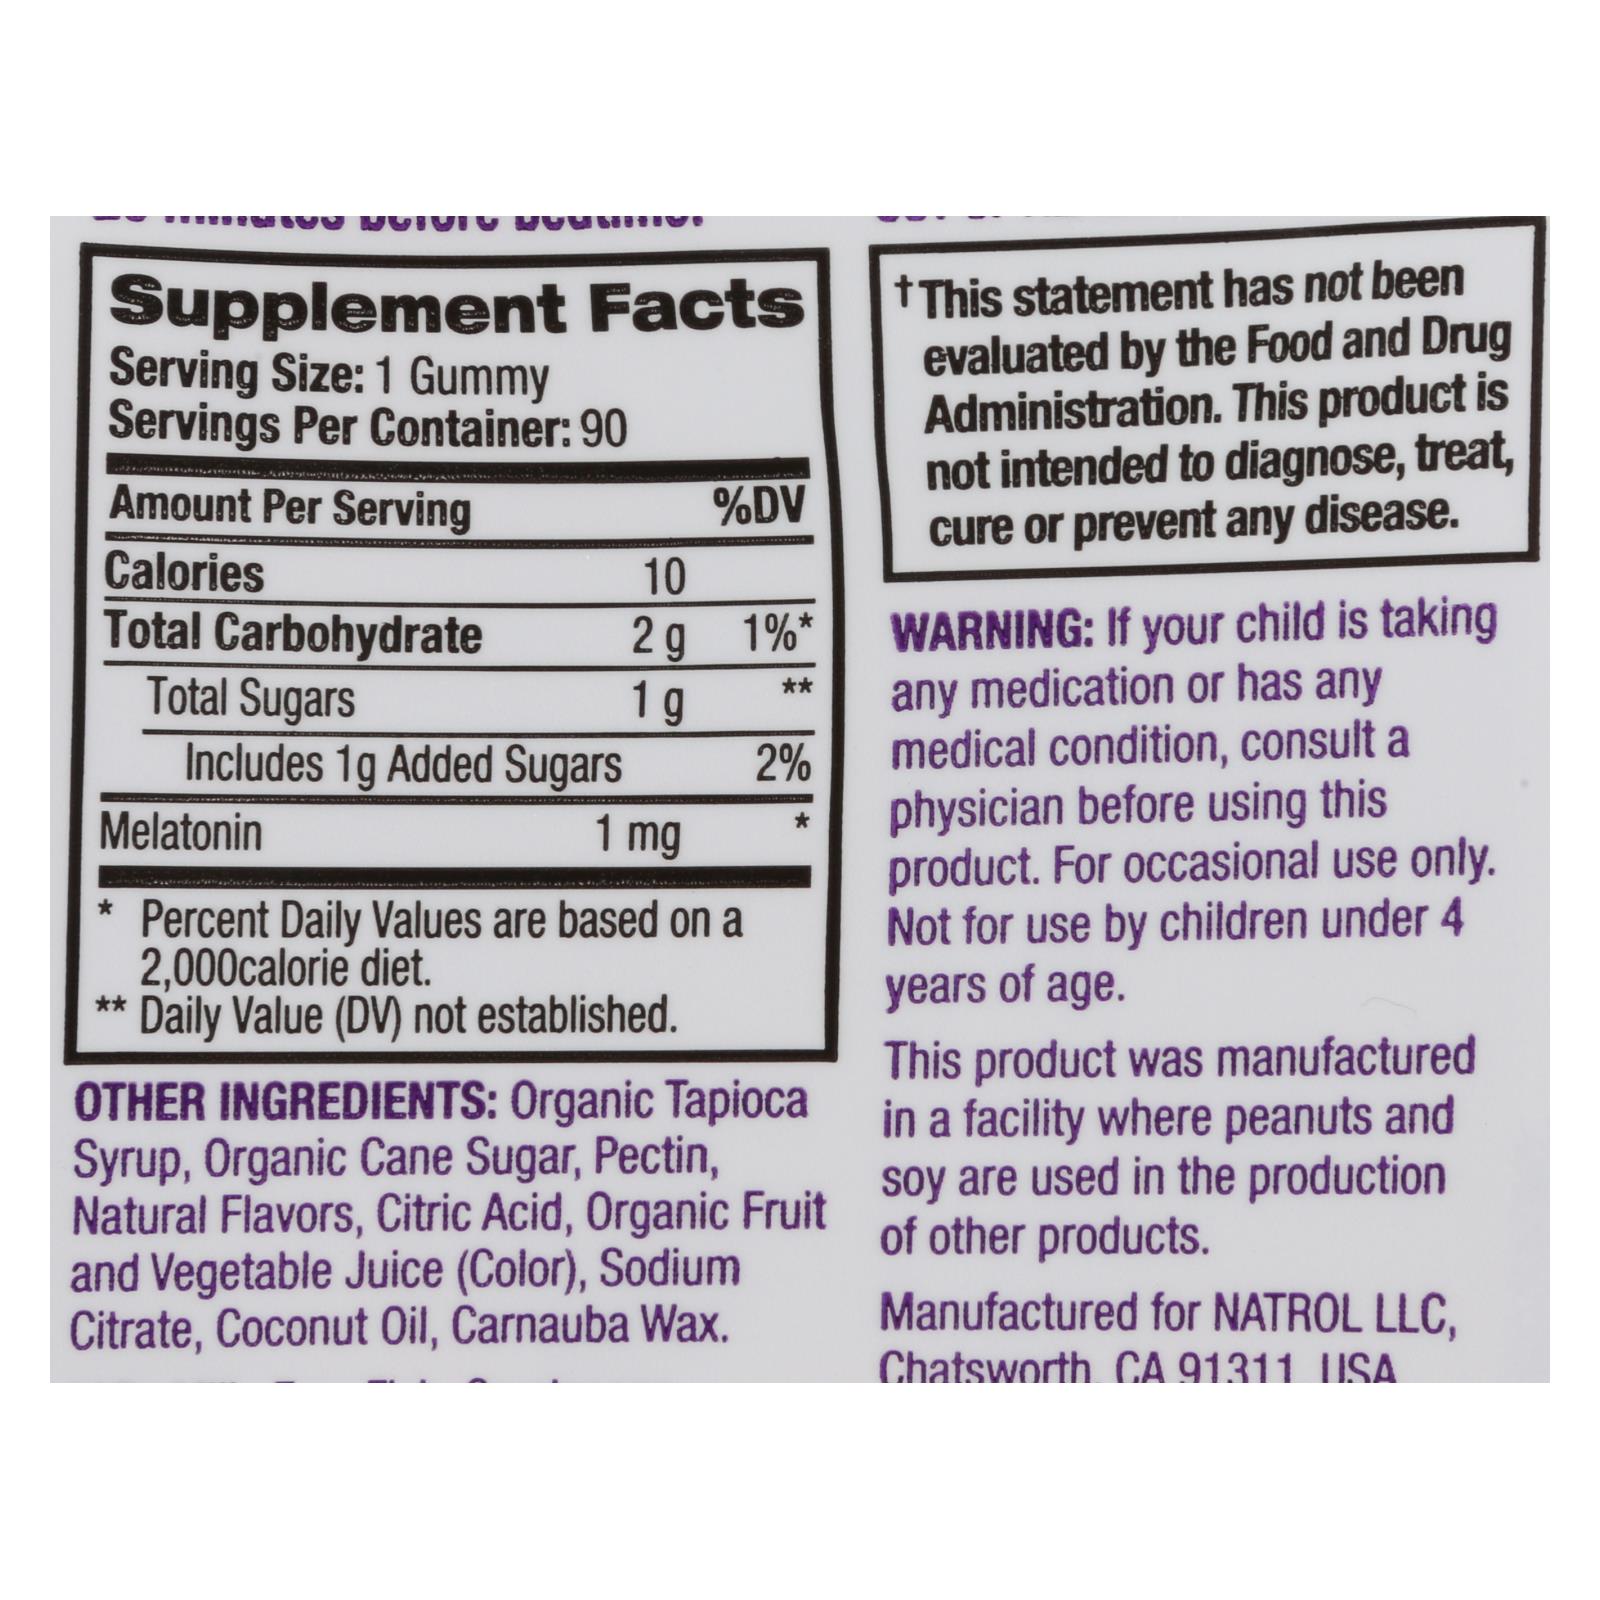 minutes before bedtime.
Supplement Facts
Serving Size: 1 Gummy
Servings Per Container: 90
Amount Per Serving %DV
Calories 10
Total Carbohydrate 2 g 1%*
Total Sugars 1 g **
Includes 1g Added Sugars 2%
Melatonin 1 mg *
* Percent Daily Values are based on a
2,000calorie diet.
** Daily Value (DV) not established.
OTHER INGREDIENTS: Organic Tapioca
Syrup, Organic Cane Sugar, Pectin,
Natural Flavors, Citric Acid, Organic Fruit
and Vegetable Juice (Color), Sodium
Citrate, Coconut Oil, Carnauba Wax.
†This statement has not been
evaluated by the Food and Drug
Administration. This product is
not intended to diagnose, treat,
cure or prevent any disease.
WARNING: If your child is taking
any medication or has any
medical condition, consult a
physician before using this
product. For occasional use only.
Not for use by children under 4
years of age.
This product was manufactured
in a facility where peanuts and
soy are used in the production
of other products.
Manufactured for NATROL LLC,
Chatsworth, CA 91311 USA